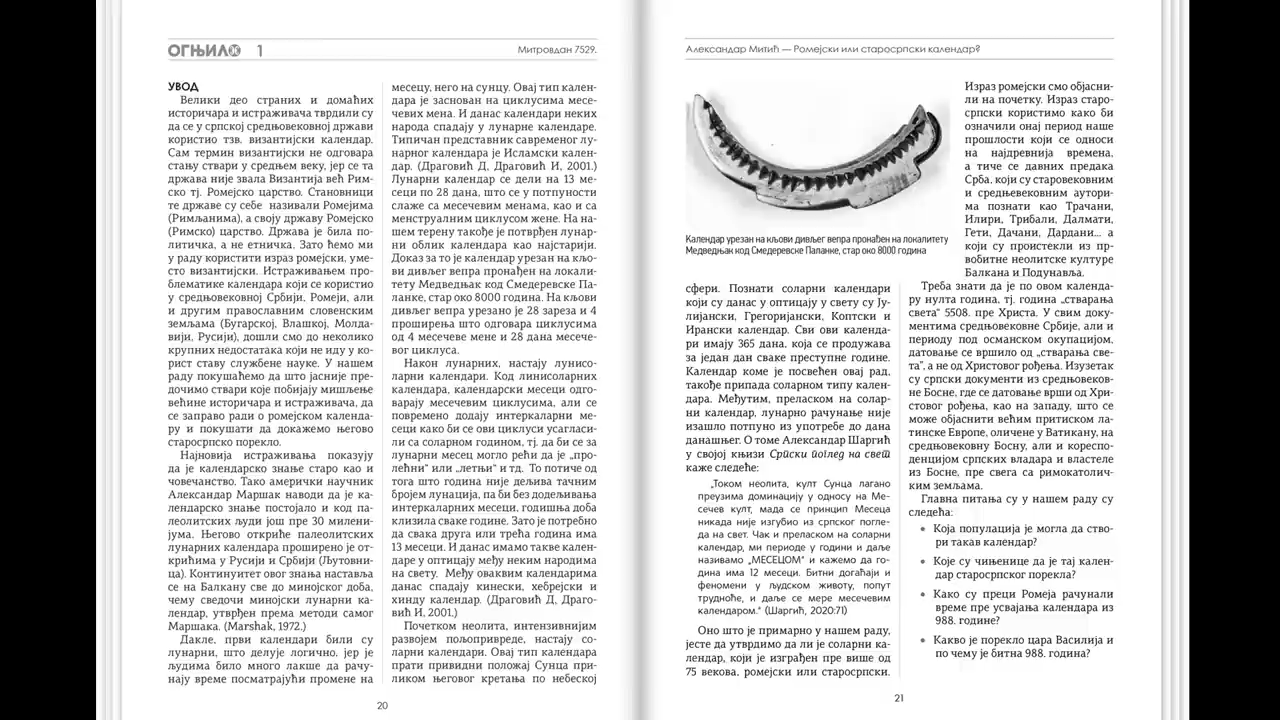 ОГЊИЛО 1
Митровдан 7529.
УВОД
Велики део страних и домаћих
историчара и истраживача тврдили су
да се у српској средњовековној држави
користио тзв. византијски календар.
Сам термин византијски не одговара
стању ствари у средњем веку, јер се та
држава није звала Византија већ Рим-
ско тј. Ромејско царство. Становници
те државе су себе називали Ромејима
(Римљанима), а своју државу Ромејско
(Римско) царство. Држава је била по-
литичка, а не етничка. Зато ћемо ми
у раду користити израз ромејски, уме-
сто византијски. Истраживањем про-
блематике календара који се користио
у средњовековној Србији, Ромеји, али
и другим православним словенским
земљама (Бугарској, Влашкој, Молда-
вији, Русији), дошли смо до неколико
крупних недостатака који не иду у ко-
рист ставу службене науке. У нашем
раду покушаћемо да што јасније пре-
дочимо ствари које побијају мишљење
већине историчара и истраживача, да
се заправо ради о ромејском календа-
ру и покушати да докажемо његово
старосрпско порекло.
Најновија истраживања показују
да је календарско знање старо као и
човечанство. Тако амерички научник
Александар Маршак наводи да је ка-
лендарско знање постојало и код па-
леолитских људи још пре 30 миленија-
јума. Његово откриће палеолитских
лунарних календара проширено је от-
крићима у Русији и Србији (Љутовни-
ца). Континуитет овог знања наставља
се на Балкану све до минојског доба,
чему сведочи минојски лунарни ка-
лендар, утврђен према методи самог
Маршака. (Marshak, 1972.)
Дакле, први календари били су
лунарни, што делује логично, јер је
људима било много лакше да рачу-
нају време посматрајући промене на
месецу, него на сунцу. Овај тип кален-
дара је заснован на циклусима месе-
чевих мена. И данас календари неких
народа спадају у лунарне календаре.
Типичан представник савременог лу-
нарног календара је Исламски кален-
дар. (Драговић Д, Драговић И, 2001.)
Лунарни календар се дели на 13 ме-
сеци по 28 дана, што се у потпуности
слаже са месечевим менама, као и са
менструалним циклусом жене. На на-
шем терену такође је потврђен лунар-
ни облик календара као најстарији.
Доказ за то је календар урезан на кљо-
ви дивљег вепра пронађен на локали-
тету Медведњак код Смедеревске Па-
ланке, стар око 8000 година. На кљови
дивљег вепра урезано је 28 зареза и 4
проширења што одговара циклусима
од 4 месечеве мене и 28 дана месече-
вог циклуса.
Након лунарних, настају лунисо-
ларни календари. Код линисоларних
календара, календарски месеци одго-
варају месечевим циклусима, али се
повремено додају интеркаларни ме-
сеци како би се ови циклуси усагласи-
ли са соларном годином, тј. да би се за
лунарни месец могло рећи да је „про-
лећни“ или „летњи“ и тд. То потиче од
тога што година није дељива тачним
бројем лунација, па би без додељивања
интеркаларних месеци, годишња доба
клизила сваке године. Зато је потребно
да свака друга или трећа година има
13 месеци. И данас имамо такве кален-
даре у оптицају међу неким народима
на свету. Међу оваквим календарима
данас спадају кинески, хебрејски и
хинду календар. (Драговић Д, Драго-
вић И, 2001.)
Почетком неолита, интензивнијим
развојем пољопривреде, настају со-
ларни календари. Овај тип календара
прати привидни положај Сунца при-
ликом његовог кретања по небеској
20
Александар Митић — Ромејски или старосрпски календар?
Календар урезан на кљови дивљег вепра пронађен на локалитету
Медведњак код Смедеревске Паланке, стар око 8000 година
сфери. Познати соларни календари
који су данас у оптицају у свету су Ју-
лијански, Грегоријански, Коптски и
Ирански календар. Сви ови календа-
ри имају 365 дана, која се продужава
за један дан сваке преступне године.
Календар коме је посвећен овај рад,
такође припада соларном типу кален-
дара. Међутим, преласком на солар-
ни календар, лунарно рачунање није
изашло потпуно из употребе до дана
данашњег. О томе Александар Шаргић
у својој књизи Српски поглед на свет
каже следеће:
„Током неолита, култ Сунца лагано
преузима доминацију у односу на Ме-
сечев култ, мада се принцип Месеца
никада није изгубио из српског погле-
да на свет. Чак и преласком на соларни
календар, ми периоде у години и даље
називамо „МЕСЕЦОМ“ и кажемо да го-
дина има 12 месеци. Битни догађаји и
феномени у људском животу, попут
трудноће, и даље се мере месечевим
календаром.“ (Шаргић, 2020:71)
Оно што је примарно у нашем раду,
јесте да утврдимо да ли је соларни ка-
лендар, који је изграђен пре више од
75 векова, ромејски или старосрпски.
Израз ромејски смо објасни-
ли на почетку. Израз старо-
српски користимо како би
означили онај период наше
прошлости који се односи
на најдревнија времена,
а тиче се давних предака
Срба, који су старовековним
и средњевековним аутори-
ма познати као Трачани,
Илири, Трибали, Далмати,
Гети, Дачани, Дардани... а
који су проистекли из пр-
вобитне неолитске културе
Балкана и Подунавља.
Треба знати да је по овом календа-
ру нулта година, тј. година „стварања
света“ 5508. пре Христа. У свим до-
кументима средњовековне Србије, али и
периоду под османском окупацијом,
датовање се вршило од „стварања све-
та“, а не од Христовог рођења. Изузетак
су српски документи из средњовеков-
не Босне, где се датовање врши од Хри-
стовог рођења, као на западу, што се
може објаснити већим притиском ла-
тинске Европе, оличене у Ватикану, на
средњовековну Босну, али и кореспо-
денцијом српских владара и властеле
из Босне, пре свега са римокатолич-
ким земљама.
Главна питања су у нашем раду су
следећа:
• Која популација је могла да ство-
ри такав календар?
• Које су чињенице да је тај кален-
дар старосрпског порекла?
• Како су преци Ромеја рачунали
време пре усвајања календара из
988. године?
• Какво је порекло цара Василија и
по чему је битна 988. година?
21